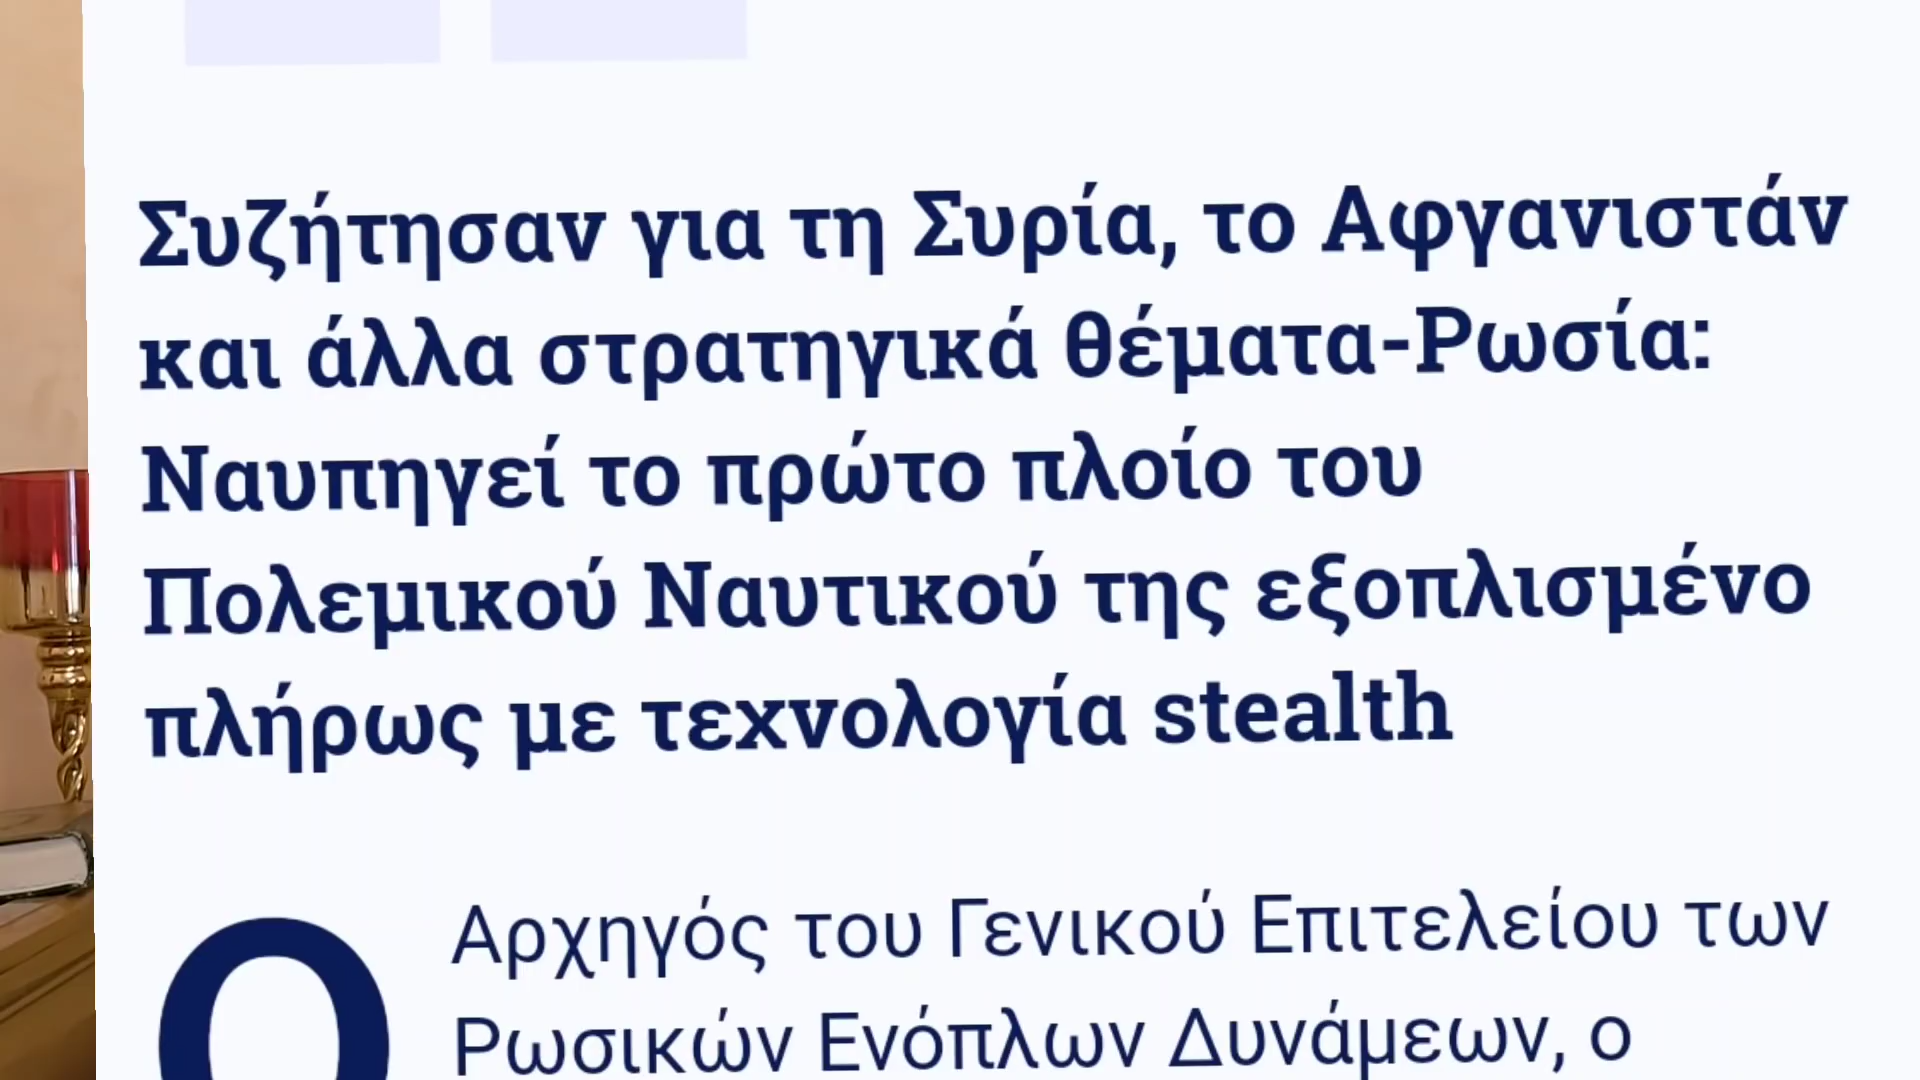 Συζήτησαν για τη Συρία, το Αφγανιστάν
και άλλα στρατηγικά θέματα-Ρωσία:
Ναυπηγεί το πρώτο πλοίο του
Πολεμικού Ναυτικού της εξοπλισμένο
πλήρως με τεχνολογία stealth
Ο Αρχηγός του Γενικού Επιτελείου των
Ρωσικών Ενόπλων Δυνάμεων, ο